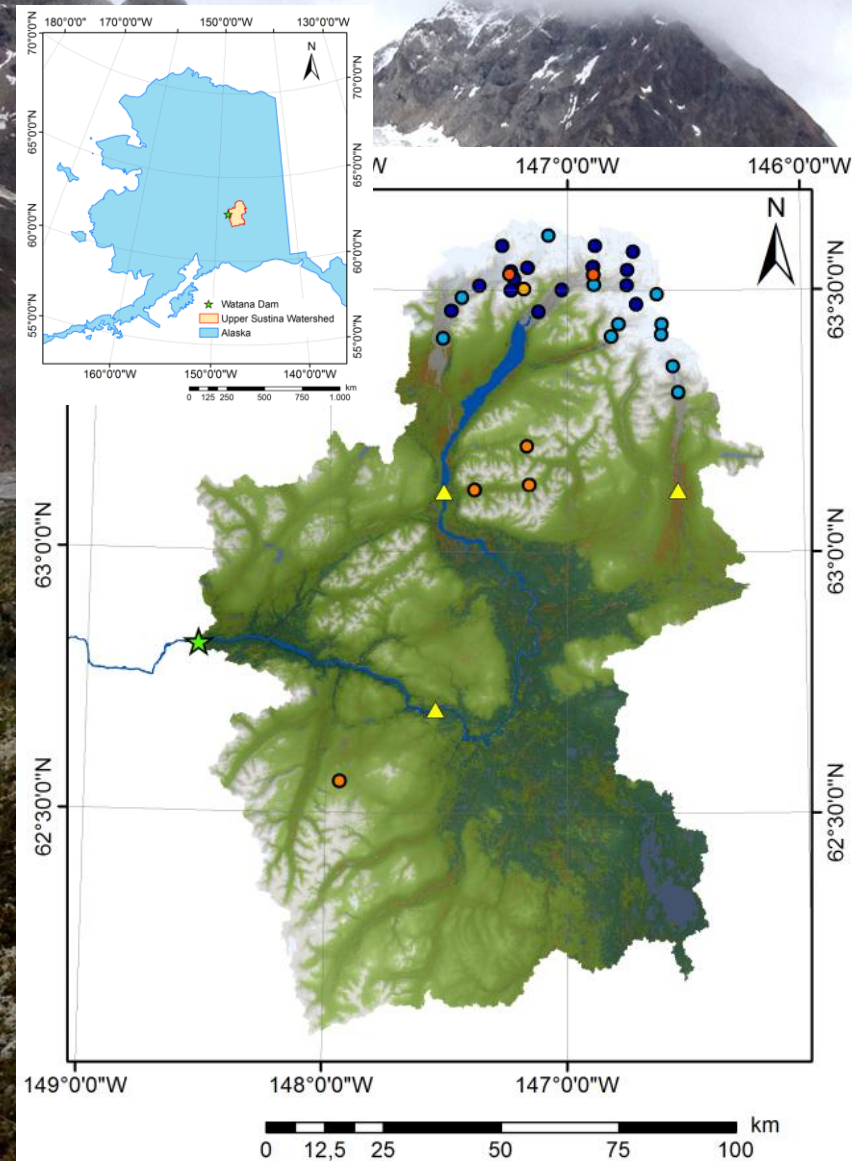 180°0'0"W 170°0'0"W 150°0'0"W 130°0'0"W
70°0'0"N
65°0'0"N
60°0'0"N
55°0'0"N
N
70°0'0"N
65°0'0"N
60°0'0"N
55°0'0"N
Watana Dam
Upper Sustina Watershed
Alaska
160°0'0"W 150°0'0"W 140°0'0"W
km
0 125 250 500 750 1.000
W 147°0'0"W 146°0'0"W
N
63°30'0"N
63°0'0"N 63°0'0"N
62°30'0"N 62°30'0"N
149°0'0"W 148°0'0"W 147°0'0"W
km
0 12,5 25 50 75 100